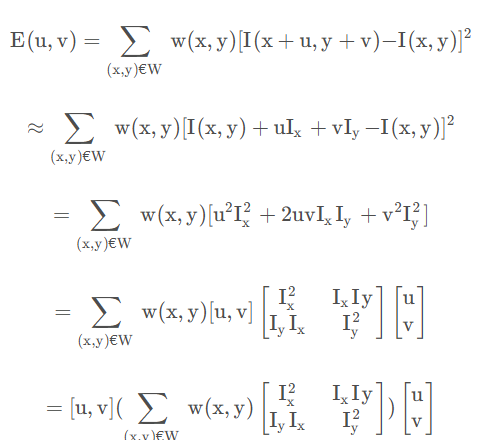 E(u, v) = ∑ w(x, y)[I(x + u, y + v)−I(x, y)]²
(x,y)€W
≈ ∑ w(x, y)[I(x, y) + uIₓ + vI_y −I(x, y)]²
(x,y)€W
= ∑ w(x, y)[u²Iₓ² + 2uvIₓI_y + v²I_y²]
(x,y)€W
= ∑ w(x, y)[u, v] [Iₓ² IₓIy] [u]
[I_yIₓ I_y²] [v]
(x,y)€W
= [u, v](∑ w(x, y) [Iₓ² IₓIy]) [u]
[I_yIₓ I_y²] [v]
(x,y)€W